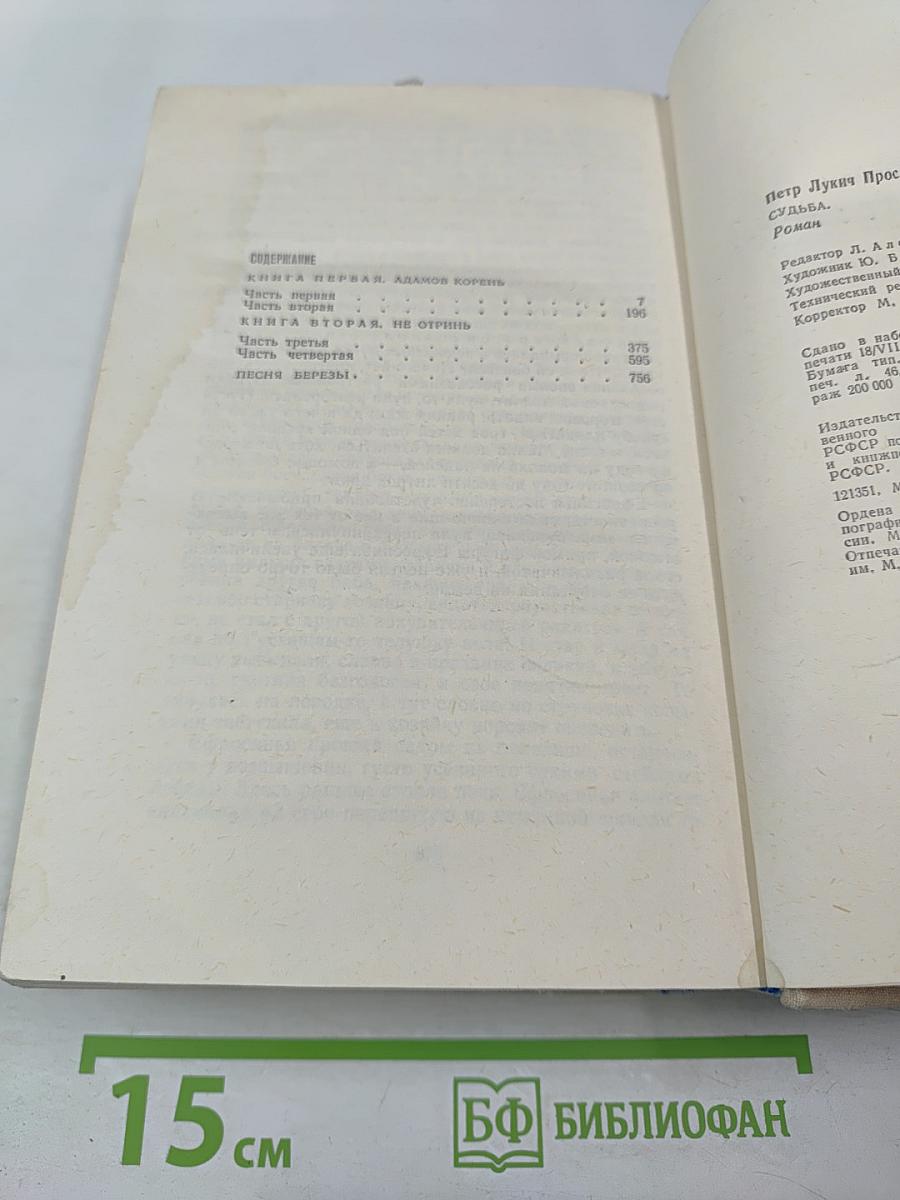 СОДЕРЖАНИЕ
КНИГА ПЕРВАЯ. АДАМОВ КОРЕНЬ
Часть первая . . . . . . . . . . . 7
Часть вторая . . . . . . . . . . . 196
КНИГА ВТОРАЯ. НЕ ОТРИНЬ
Часть третья . . . . . . . . . . . 375
Часть четвертая . . . . . . . . . . 595
ПЕСНЯ БЕРЕЗЫ . . . . . . . . . . 756
Петр Лукич Прос
СУДЬБА.
Роман
Редактор Л. Але
Художник Ю. Б
Художественный
Технический ре
Корректор М.
Сдано в наб
печати 18/VII
Бумага тип.
печ. л. 46,
раж 200 000
Издательст
венного
РСФСР по
и книжно
РСФСР.
121351, М
Ордена
пографи
сии. М
Отпеча
им. М.
15 см
БФ БИБЛИОФАН